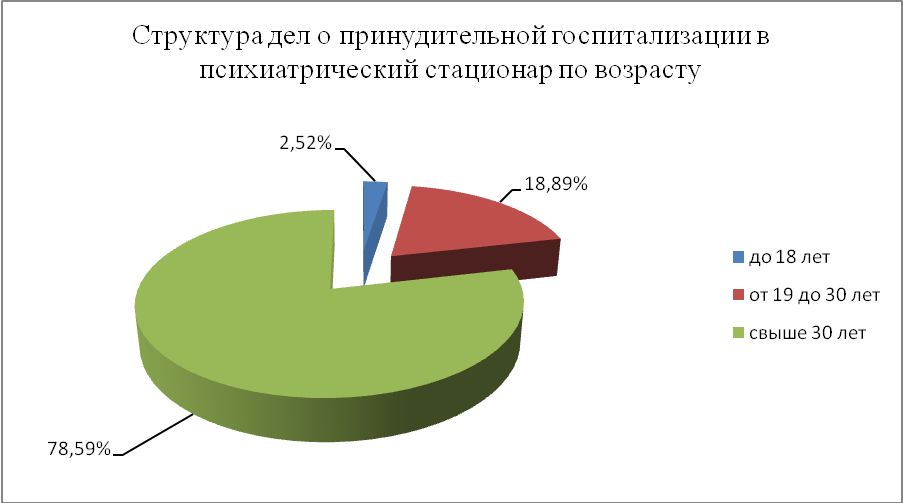 Структура дел о принудительной госпитализации в
психиатрический стационар по возрасту
2,52%
18,89%
78,59%
до 18 лет
от 19 до 30 лет
свыше 30 лет